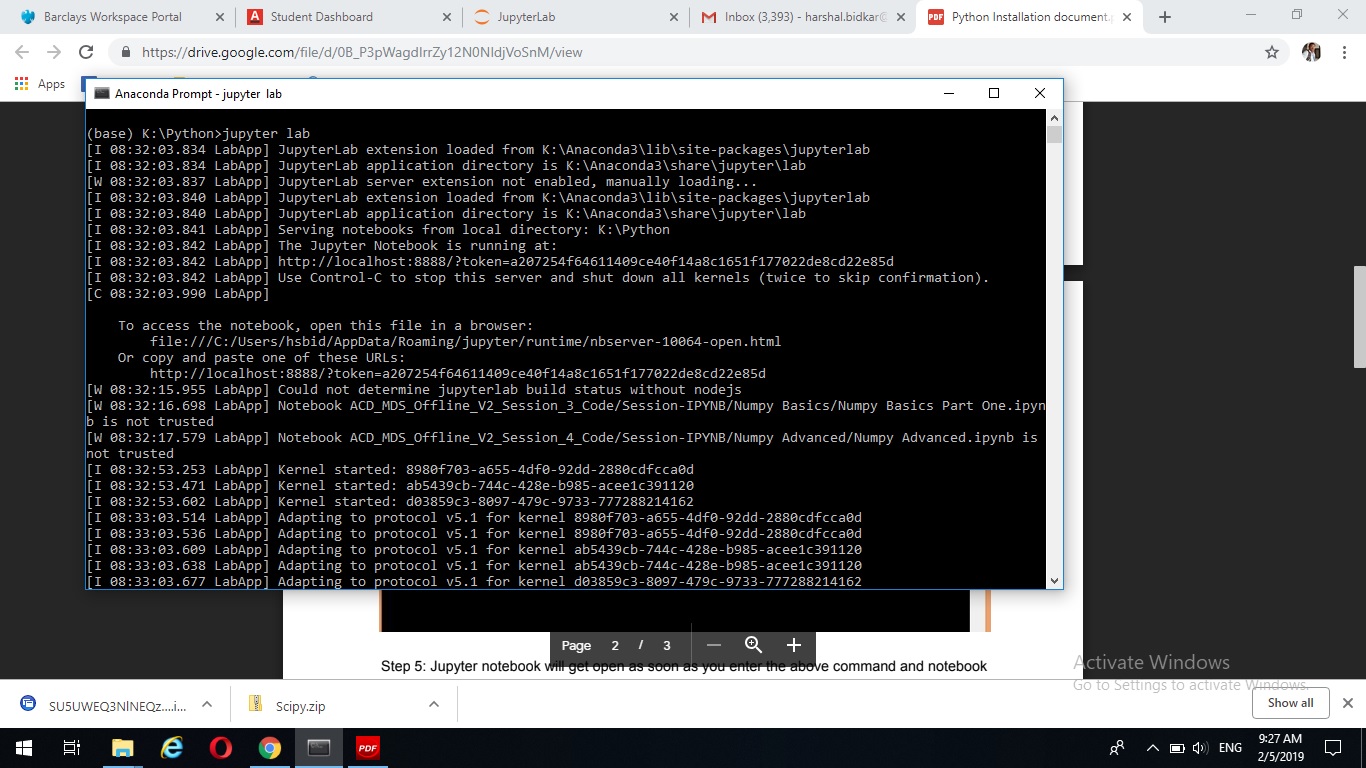 Barclays Workspace Portal
Student Dashboard
JupyterLab
Inbox (3,393) - harshal.bidkar@
PDF Python Installation document.
https://drive.google.com/file/d/0B_P3pWagdIrrZy12N0NIdjVoSnM/view
Apps
Anaconda Prompt - jupyter lab
(base) K:\Python>jupyter lab
[I 08:32:03.834 LabApp] JupyterLab extension loaded from K:\Anaconda3\lib\site-packages\jupyterlab
[I 08:32:03.834 LabApp] JupyterLab application directory is K:\Anaconda3\share\jupyter\lab
[W 08:32:03.837 LabApp] JupyterLab server extension not enabled, manually loading...
[I 08:32:03.840 LabApp] JupyterLab extension loaded from K:\Anaconda3\lib\site-packages\jupyterlab
[I 08:32:03.840 LabApp] JupyterLab application directory is K:\Anaconda3\share\jupyter\lab
[I 08:32:03.841 LabApp] Serving notebooks from local directory: K:\Python
[I 08:32:03.842 LabApp] The Jupyter Notebook is running at:
[I 08:32:03.842 LabApp] http://localhost:8888/?token=a207254f64611409ce40f14a8c1651f177022de8cd22e85d
[I 08:32:03.842 LabApp] Use Control-C to stop this server and shut down all kernels (twice to skip confirmation).
[C 08:32:03.990 LabApp]
To access the notebook, open this file in a browser:
file:///C:/Users/hsbid/AppData/Roaming/jupyter/runtime/nbserver-10064-open.html
Or copy and paste one of these URLs:
http://localhost:8888/?token=a207254f64611409ce40f14a8c1651f177022de8cd22e85d
[W 08:32:15.955 LabApp] Could not determine jupyterlab build status without nodejs
[W 08:32:16.698 LabApp] Notebook ACD_MDS_Offline_V2_Session_3_Code/Session-IPYNB/Numpy Basics/Numpy Basics Part One.ipyn
b is not trusted
[W 08:32:17.579 LabApp] Notebook ACD_MDS_Offline_V2_Session_4_Code/Session-IPYNB/Numpy Advanced/Numpy Advanced.ipynb is
not trusted
[I 08:32:53.253 LabApp] Kernel started: 8980f703-a655-4df0-92dd-2880cdfcca0d
[I 08:32:53.471 LabApp] Kernel started: ab5439cb-744c-428e-b985-acee1c391120
[I 08:32:53.602 LabApp] Kernel started: d03859c3-8097-479c-9733-777288214162
[I 08:33:03.514 LabApp] Adapting to protocol v5.1 for kernel 8980f703-a655-4df0-92dd-2880cdfcca0d
[I 08:33:03.536 LabApp] Adapting to protocol v5.1 for kernel 8980f703-a655-4df0-92dd-2880cdfcca0d
[I 08:33:03.609 LabApp] Adapting to protocol v5.1 for kernel ab5439cb-744c-428e-b985-acee1c391120
[I 08:33:03.638 LabApp] Adapting to protocol v5.1 for kernel ab5439cb-744c-428e-b985-acee1c391120
[I 08:33:03.677 LabApp] Adapting to protocol v5.1 for kernel d03859c3-8097-479c-9733-777288214162
Page 2 / 3
Step 5: Jupyter notebook will get open as soon as you enter the above command and notebook
Activate Windows
Go to Settings to activate Windows.
SU5UWEQ3NlNEQz....i...
Scipy.zip
Show all
PDF
ENG
9:27 AM
2/5/2019